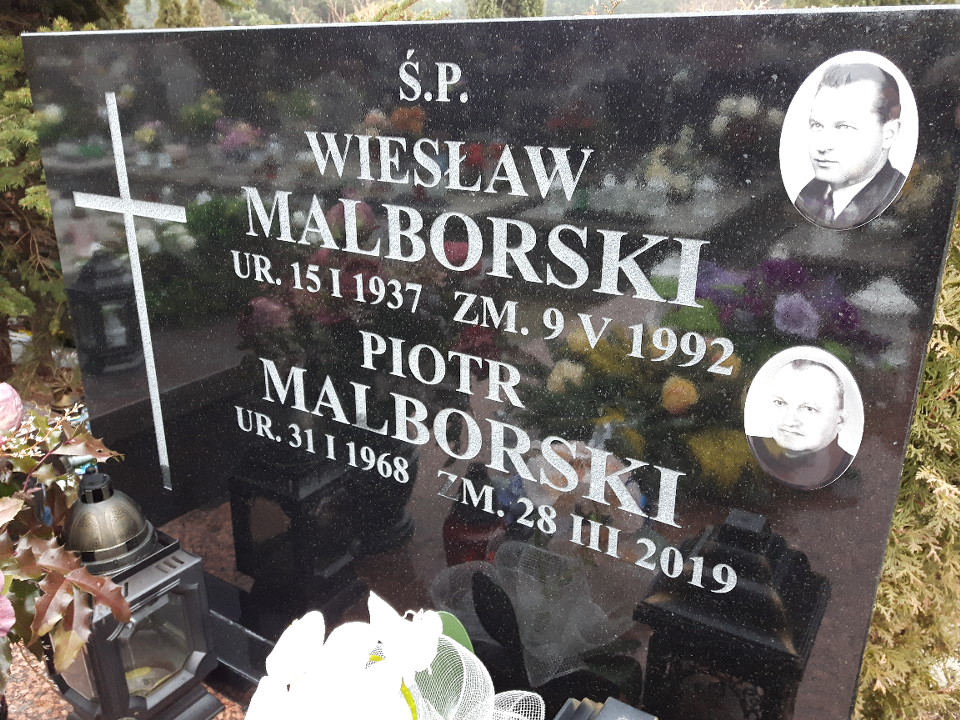 Ś.P.
WIESŁAW
MALBORSKI
UR. 15 I 1937 ZM. 9 V 1992
PIOTR
MALBORSKI
UR. 31 I 1968 ZM. 28 III 2019